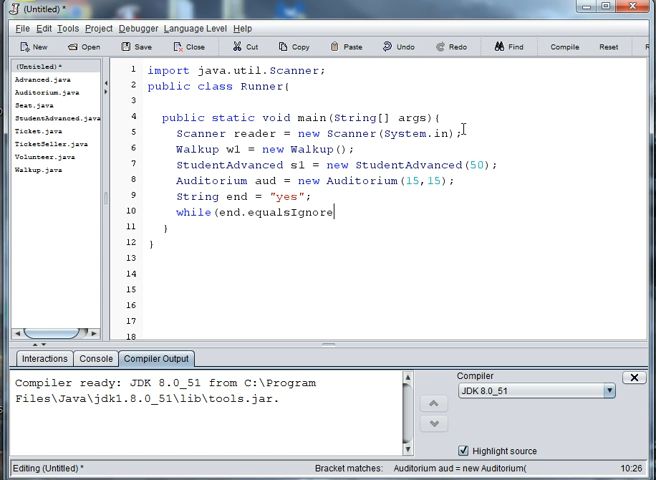 (Untitled) *
File Edit Tools Project Debugger Language Level Help
New Open Save Close Cut Copy Paste Undo Redo Find Compile Reset
(Untitled) *
Advanced.java
Auditorium.java
Seat.java
StudentAdvanced.java
Ticket.java
TicketSeller.java
Volunteer.java
Walkup.java
1 import java.util.Scanner;
2 public class Runner{
3
4 public static void main(String[] args){
5 Scanner reader = new Scanner(System.in);
6 Walkup w1 = new Walkup();
7 StudentAdvanced s1 = new StudentAdvanced(50);
8 Auditorium aud = new Auditorium(15,15);
9 String end = "yes";
10 while(end.equalsIgnore
11 }
12 }
13
14
15
16
17
18
Interactions Console Compiler Output
Compiler ready: JDK 8.0_51 from C:\Program
Files\Java\jdk1.8.0_51\lib\tools.jar.
Compiler
JDK 8.0_51
Highlight source
Editing (Untitled) * Bracket matches: Auditorium aud = new Auditorium( 10:26